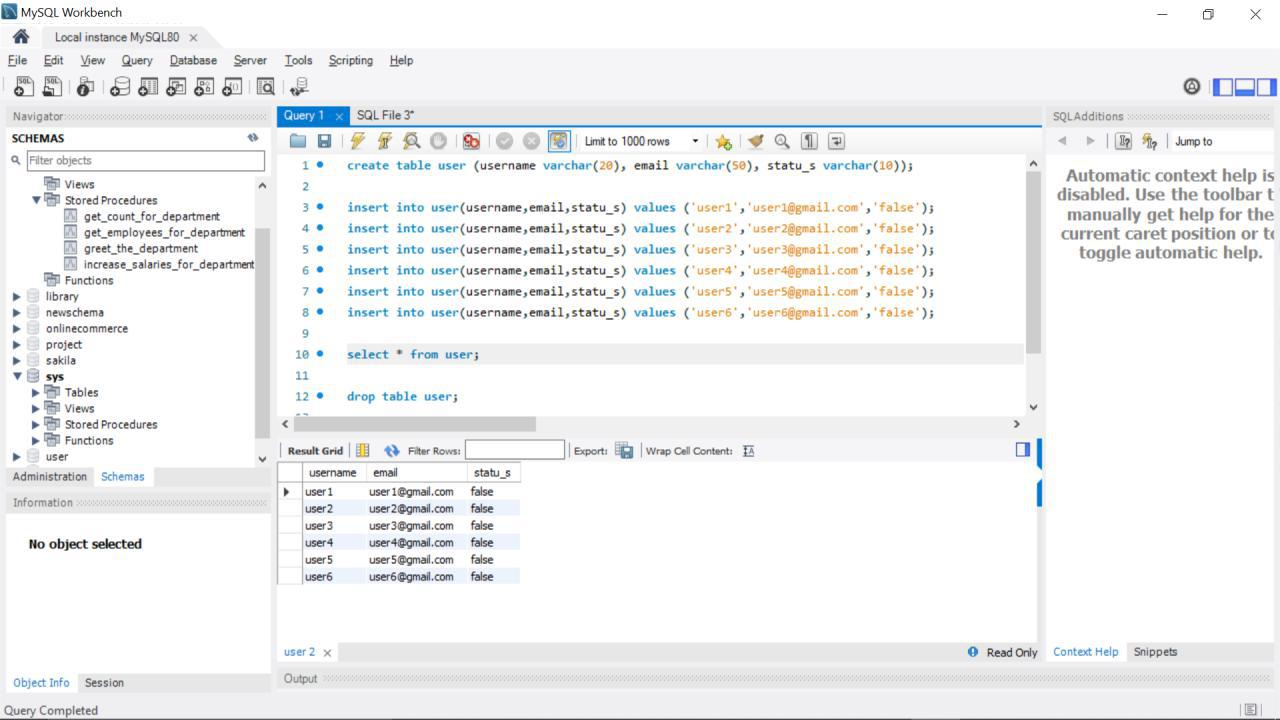 MySQL Workbench
Local instance MySQL80
File Edit View Query Database Server Tools Scripting Help
Navigator
SCHEMAS
Filter objects
Views
Stored Procedures
get_count_for_department
get_employees_for_department
greet_the_department
increase_salaries_for_department
Functions
library
newschema
onlinecommerce
project
sakila
sys
Tables
Views
Stored Procedures
Functions
user
Administration Schemas
Information
No object selected
Object Info Session
Query 1 SQL File 3*
Limit to 1000 rows
1 create table user (username varchar(20), email varchar(50), statu_s varchar(10));
2
3 insert into user(username,email,statu_s) values ('user1','user1@gmail.com','false');
4 insert into user(username,email,statu_s) values ('user2','user2@gmail.com','false');
5 insert into user(username,email,statu_s) values ('user3','user3@gmail.com','false');
6 insert into user(username,email,statu_s) values ('user4','user4@gmail.com','false');
7 insert into user(username,email,statu_s) values ('user5','user5@gmail.com','false');
8 insert into user(username,email,statu_s) values ('user6','user6@gmail.com','false');
9
10 select * from user;
11
12 drop table user;
Result Grid Filter Rows: Export: Wrap Cell Content:
username email statu_s
user1 user1@gmail.com false
user2 user2@gmail.com false
user3 user3@gmail.com false
user4 user4@gmail.com false
user5 user5@gmail.com false
user6 user6@gmail.com false
user 2
Read Only
Output
SQLAdditions
Jump to
Automatic context help is
disabled. Use the toolbar t
manually get help for the
current caret position or to
toggle automatic help.
Context Help Snippets
Query Completed